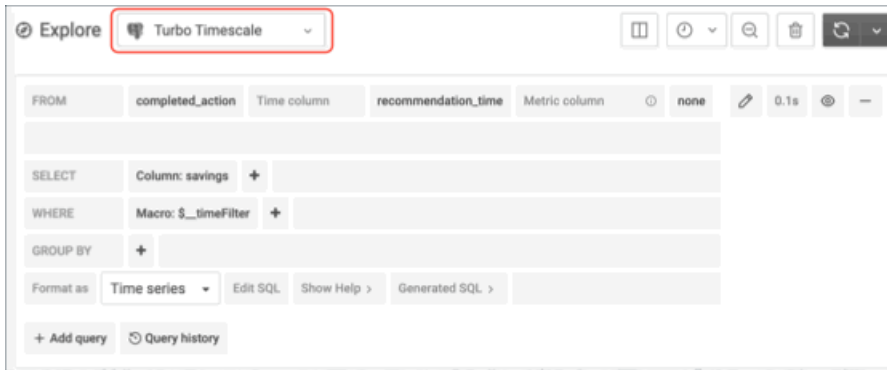 Explore Turbo Timescale
FROM completed_action Time column recommendation_time Metric column none 0.1s
SELECT Column: savings +
WHERE Macro: $__timeFilter +
GROUP BY +
Format as Time series Edit SQL Show Help > Generated SQL >
+ Add query Query history